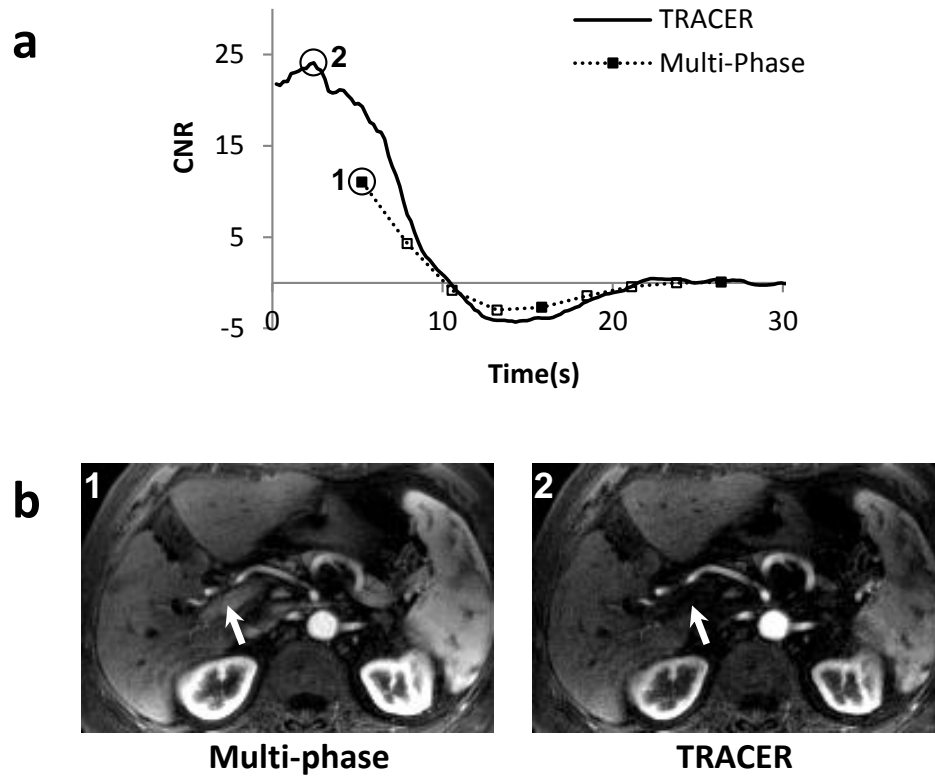 a
TRACER
Multi-Phase
25
15
5
-5
CNR
2
1
0
10
20
30
Time(s)
b
1
2
Multi-phase
TRACER